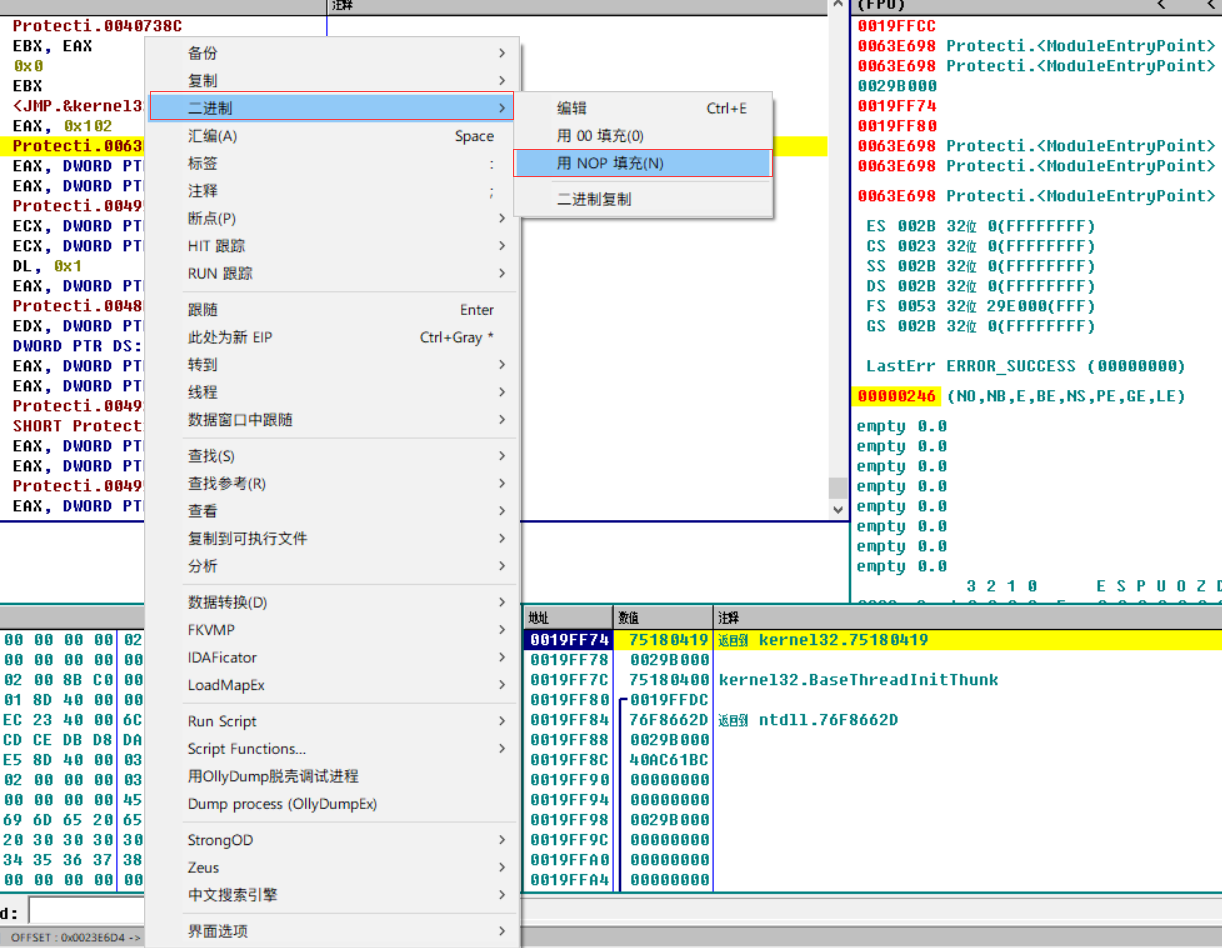 注释
(FPU)
< <
Protecti.0040738C
EBX, EAX
0x0
EBX
<JMP.&kernel3
EAX, 0x102
Protecti.0063
EAX, DWORD PT
EAX, DWORD PT
Protecti.0049
ECX, DWORD PT
ECX, DWORD PT
DL, 0x1
EAX, DWORD PT
Protecti.0048
EDX, DWORD PT
DWORD PTR DS:
EAX, DWORD PT
EAX, DWORD PT
Protecti.0049
SHORT Protect
EAX, DWORD PT
EAX, DWORD PT
Protecti.0049
EAX, DWORD PT
备份
复制
二进制
汇编(A) Space
标签 :
注释 ;
断点(P)
HIT 跟踪
RUN 跟踪
跟随 Enter
此处为新 EIP Ctrl+Gray *
转到
线程
数据窗口中跟随
查找(S)
查找参考(R)
查看
复制到可执行文件
分析
数据转换(D)
FKVMP
IDAFicator
LoadMapEx
Run Script
Script Functions...
用OllyDump脱壳调试进程
Dump process (OllyDumpEx)
StrongOD
Zeus
中文搜索引擎
界面选项
编辑 Ctrl+E
用 00 填充(0)
用 NOP 填充(N)
二进制复制
0019FFCC
0063E698 Protecti.<ModuleEntryPoint>
0063E698 Protecti.<ModuleEntryPoint>
0029B000
0019FF74
0019FF80
0063E698 Protecti.<ModuleEntryPoint>
0063E698 Protecti.<ModuleEntryPoint>
0063E698 Protecti.<ModuleEntryPoint>
ES 002B 32位 0(FFFFFFFF)
CS 0023 32位 0(FFFFFFFF)
SS 002B 32位 0(FFFFFFFF)
DS 002B 32位 0(FFFFFFFF)
FS 0053 32位 29E000(FFF)
GS 002B 32位 0(FFFFFFFF)
LastErr ERROR_SUCCESS (00000000)
00000246 (NO,NB,E,BE,NS,PE,GE,LE)
empty 0.0
empty 0.0
empty 0.0
empty 0.0
empty 0.0
empty 0.0
empty 0.0
empty 0.0
3 2 1 0 E S P U O Z D
00 00 00 00 02
00 00 00 00 00
02 00 8B C0 00
01 8D 40 00 00
EC 23 40 00 6C
CD CE DB D8 DA
E5 8D 40 00 03
02 00 00 00 03
00 00 00 00 45
69 6D 65 20 65
20 30 30 30 30
34 35 36 37 38
00 00 00 00 00
地址 数值 注释
0019FF74 75180419 返回到 kernel32.75180419
0019FF78 0029B000
0019FF7C 75180400 kernel32.BaseThreadInitThunk
0019FF80 0019FFDC
0019FF84 76F8662D 返回到 ntdll.76F8662D
0019FF88 0029B000
0019FF8C 40AC61BC
0019FF90 00000000
0019FF94 00000000
0019FF98 0029B000
0019FF9C 00000000
0019FFA0 00000000
0019FFA4 00000000
d:
OFFSET : 0x0023E6D4 ->